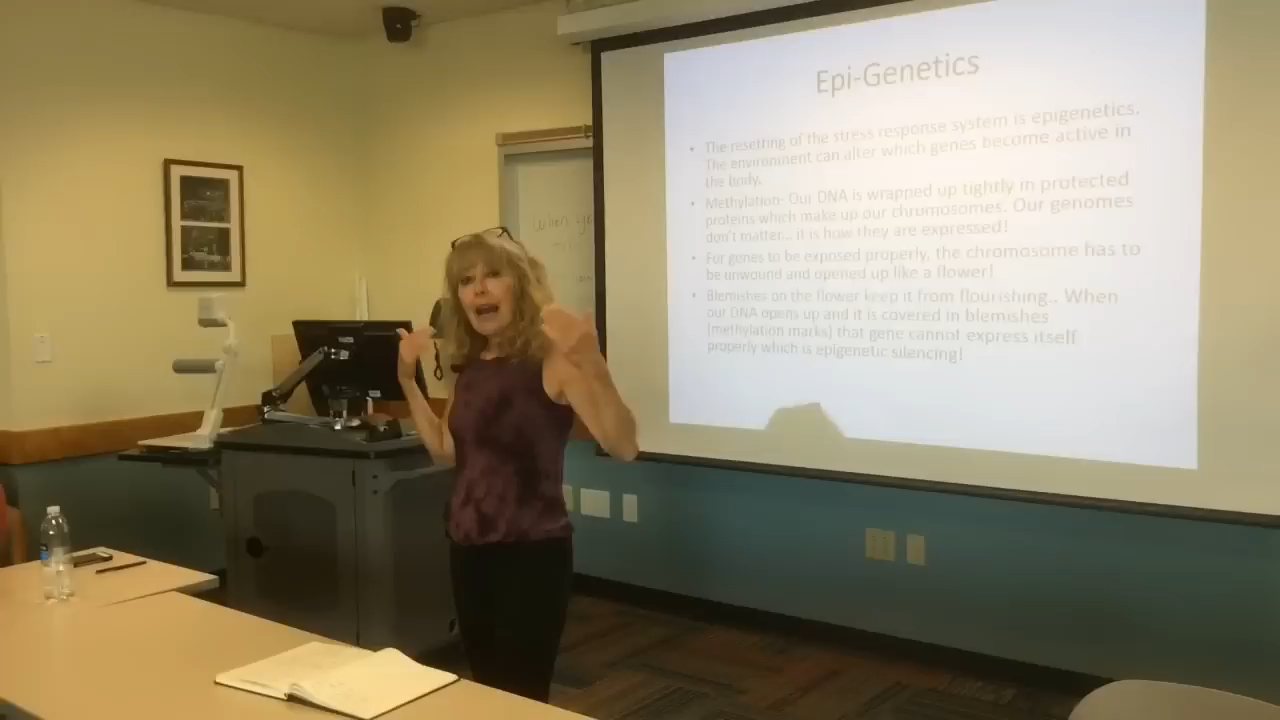 Epi-Genetics
• The resetting of the stress response system is epigenetics.
The environment can alter which genes become active in
the body.
• Methylation- Our DNA is wrapped up tightly in protected
proteins which make up our chromosomes. Our genomes
don't matter.. it is how they are expressed!
• For genes to be exposed properly, the chromosome has to
be unwound and opened up like a flower!
• Blemishes on the flower keep it from flourishing.. When
our DNA opens up and it is covered in blemishes
(methylation marks) that gene cannot express itself
properly which is epigenetic silencing!
When